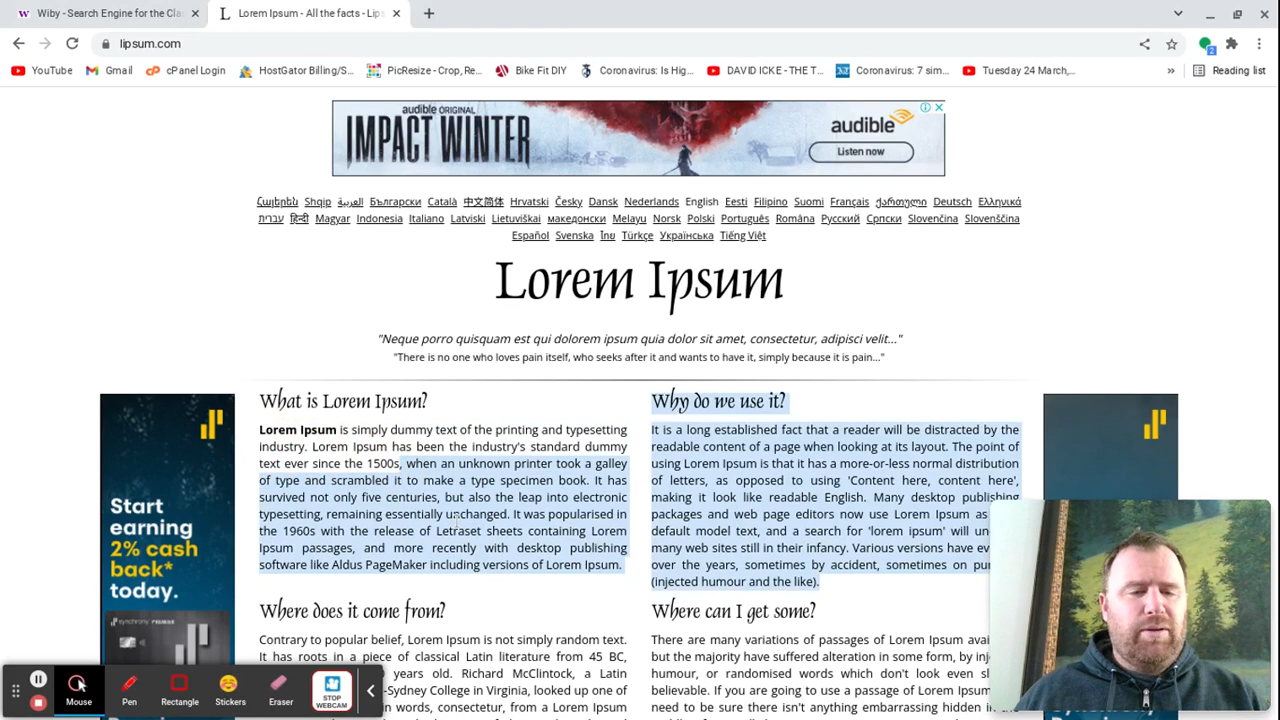 Wiby - Search Engine for the Cla
Lorem Ipsum - All the facts - Lips
lipsum.com
YouTube
Gmail
cPanel Login
HostGator Billing/S...
PicResize - Crop, Re...
Bike Fit DIY
Coronavirus: Is Hig...
DAVID ICKE - THE T...
Coronavirus: 7 sim...
Tuesday 24 March,...
»
Reading list
audible ORIGINAL
IMPACT WINTER
audible
Listen now
Հայերեն Shqip العربية Български Català 中文简体 Hrvatski Česky Dansk Nederlands English Eesti Filipino Suomi Français ქართული Deutsch Ελληνικά
עברית हिन्दी Magyar Indonesia Italiano Latviski Lietuviškai македонски Melayu Norsk Polski Português Româna Pyccкий Српски Slovenčina Slovenščina
Español Svenska ไทย Türkçe Українська Tiếng Việt
Lorem Ipsum
"Neque porro quisquam est qui dolorem ipsum quia dolor sit amet, consectetur, adipisci velit..."
"There is no one who loves pain itself, who seeks after it and wants to have it, simply because it is pain..."
What is Lorem Ipsum?
Lorem Ipsum is simply dummy text of the printing and typesetting
industry. Lorem Ipsum has been the industry's standard dummy
text ever since the 1500s, when an unknown printer took a galley
of type and scrambled it to make a type specimen book. It has
survived not only five centuries, but also the leap into electronic
typesetting, remaining essentially unchanged. It was popularised in
the 1960s with the release of Letraset sheets containing Lorem
Ipsum passages, and more recently with desktop publishing
software like Aldus PageMaker including versions of Lorem Ipsum.
Why do we use it?
It is a long established fact that a reader will be distracted by the
readable content of a page when looking at its layout. The point of
using Lorem Ipsum is that it has a more-or-less normal distribution
of letters, as opposed to using 'Content here, content here',
making it look like readable English. Many desktop publishing
packages and web page editors now use Lorem Ipsum as
default model text, and a search for 'lorem ipsum' will un
many web sites still in their infancy. Various versions have ev
over the years, sometimes by accident, sometimes on pu
(injected humour and the like).
Where does it come from?
Contrary to popular belief, Lorem Ipsum is not simply random text.
It has roots in a piece of classical Latin literature from 45 BC,
years old. Richard McClintock, a Latin
-Sydney College in Virginia, looked up one of
n words, consectetur, from a Lorem Ipsum
Where can I get some?
There are many variations of passages of Lorem Ipsum avai
but the majority have suffered alteration in some form, by inj
humour, or randomised words which don't look even sl
believable. If you are going to use a passage of Lorem Ipsum
need to be sure there isn't anything embarrassing hidden in
Start
earning
2% cash
back*
today.
synchrony PREMIER
Mouse
Pen
Rectangle
Stickers
Eraser
STOP
WEBCAM